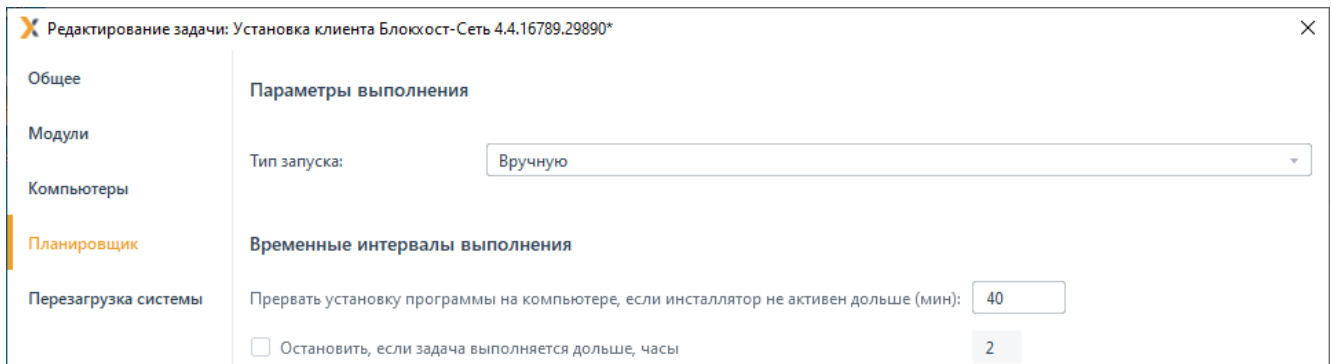 Редактирование задачи: Установка клиента Блокхост-Сеть 4.4.16789.29890*
Общее
Параметры выполнения
Модули
Тип запуска: Вручную
Компьютеры
Планировщик
Временные интервалы выполнения
Перезагрузка системы
Прервать установку программы на компьютере, если инсталлятор не активен дольше (мин): 40
Остановить, если задача выполняется дольше, часы 2